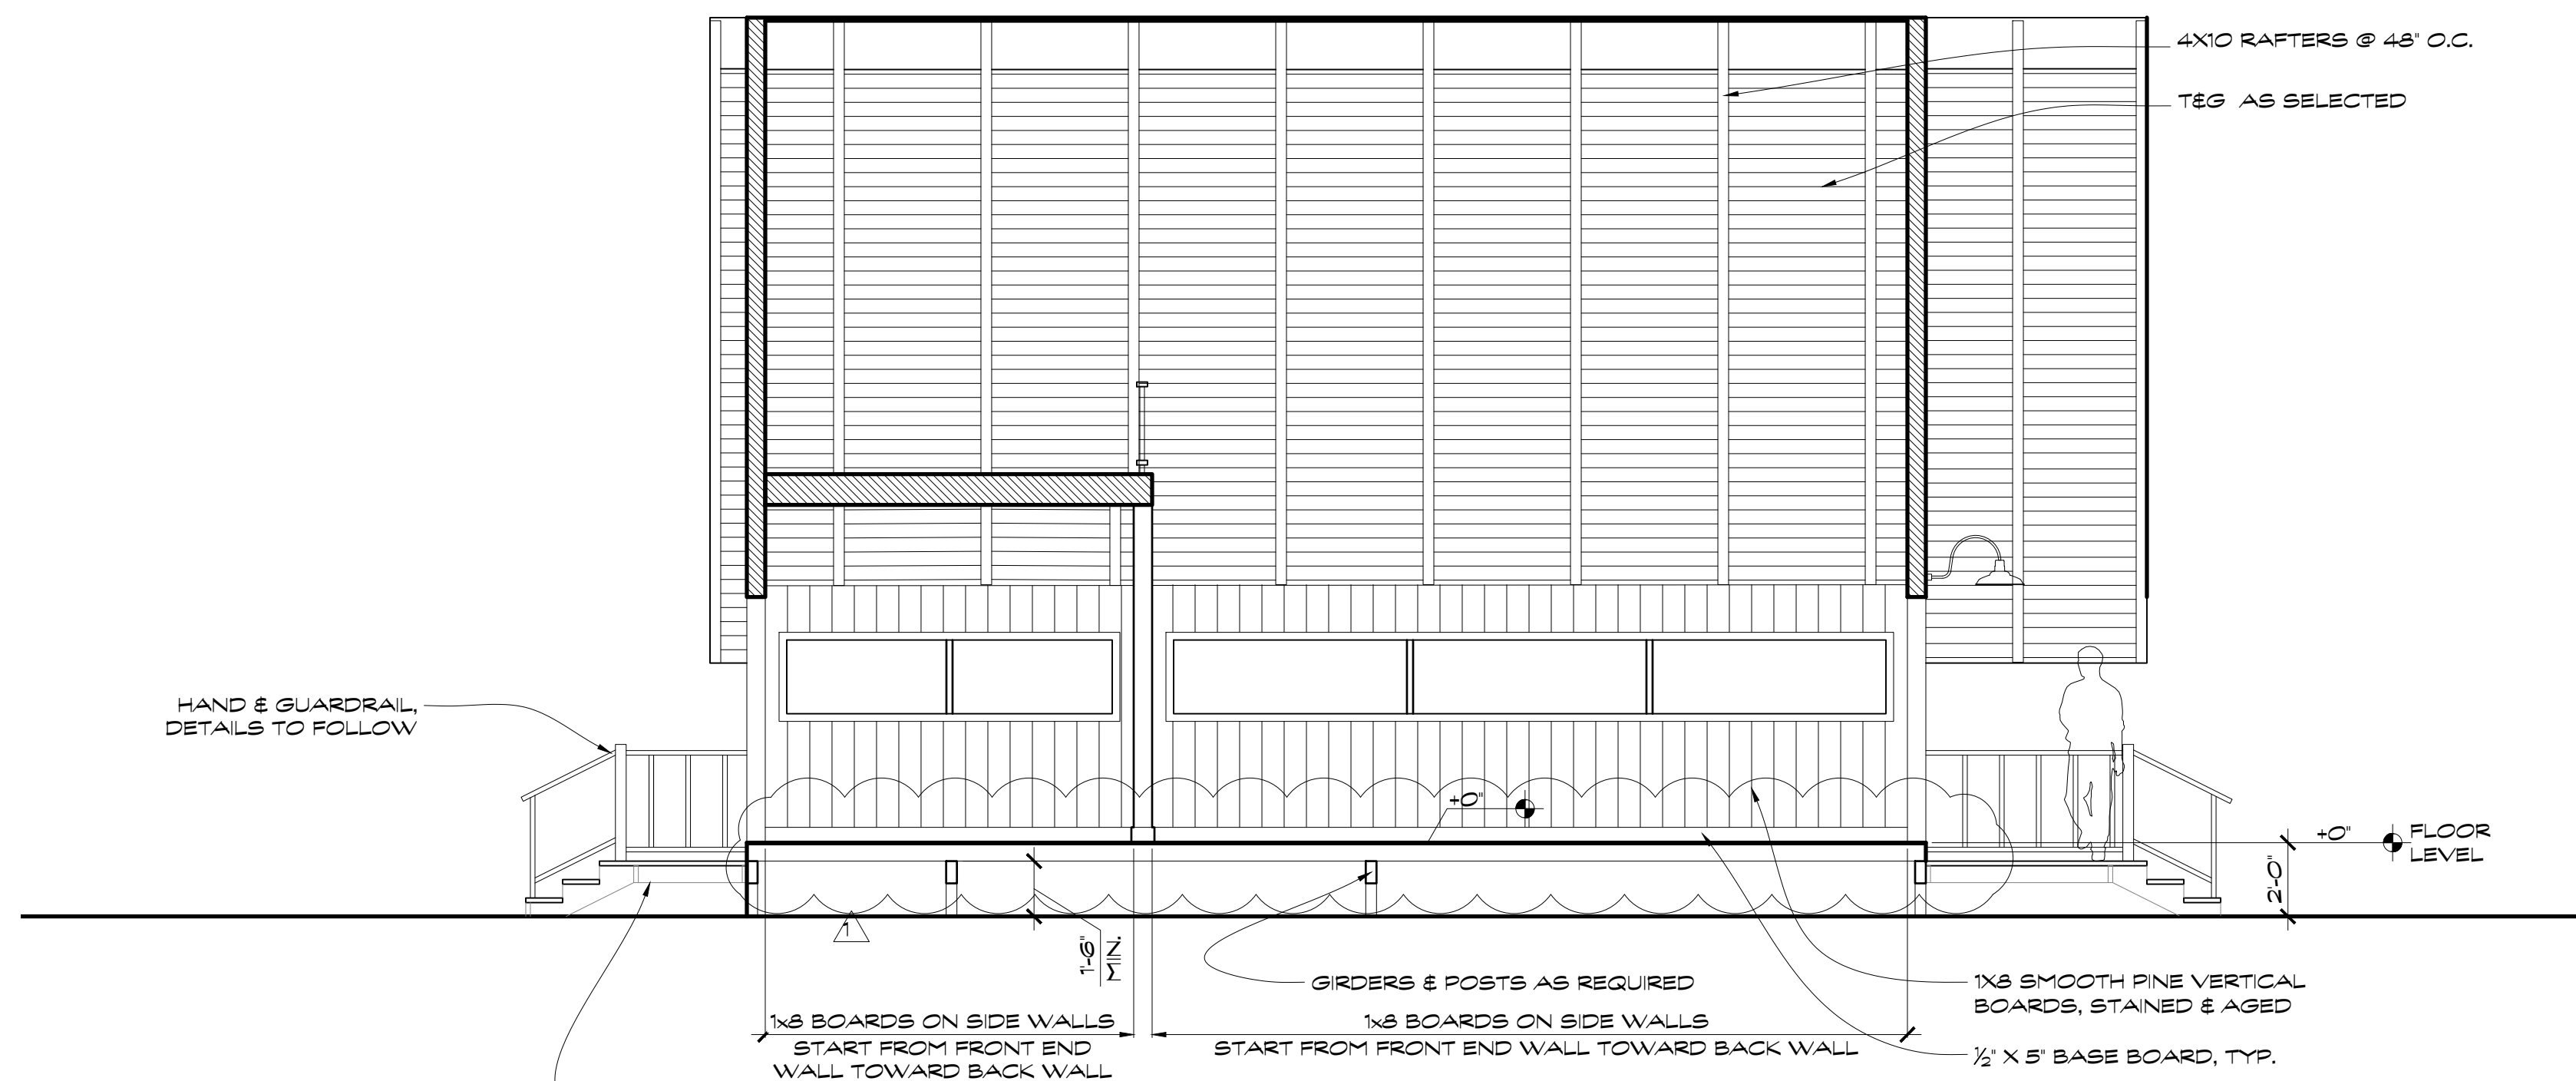 4X10 RAFTERS @ 48" O.C.
T&G AS SELECTED
HAND & GUARDRAIL,
DETAILS TO FOLLOW
±0"
±0"
FLOOR
LEVEL
2'-0"
1
1'-6"
MIN.
GIRDERS & POSTS AS REQUIRED
1X8 SMOOTH PINE VERTICAL
BOARDS, STAINED & AGED
1x8 BOARDS ON SIDE WALLS
START FROM FRONT END
WALL TOWARD BACK WALL
1x8 BOARDS ON SIDE WALLS
START FROM FRONT END WALL TOWARD BACK WALL
½" X 5" BASE BOARD, TYP.